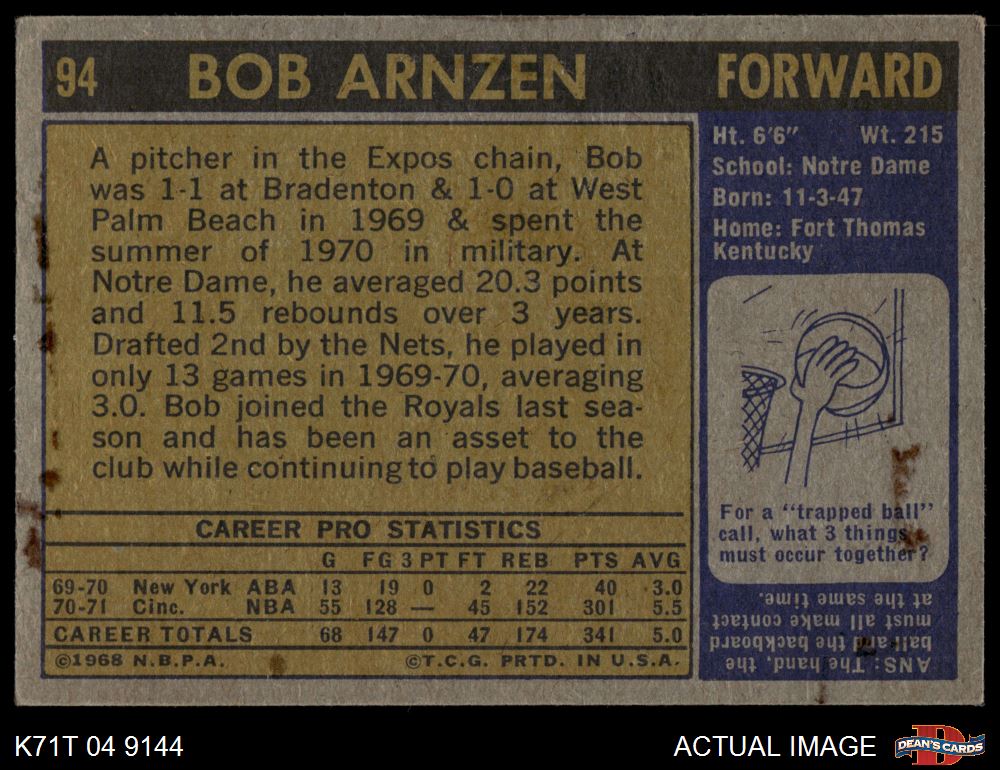 94 BOB ARNZEN FORWARD
A pitcher in the Expos chain, Bob
was 1-1 at Bradenton & 1-0 at West
Palm Beach in 1969 & spent the
summer of 1970 in military. At
Notre Dame, he averaged 20.3 points
and 11.5 rebounds over 3 years.
Drafted 2nd by the Nets, he played in
only 13 games in 1969-70, averaging
3.0. Bob joined the Royals last sea-
son and has been an asset to the
club while continuing to play baseball.
CAREER PRO STATISTICS
G FG 3 PT FT REB PTS AVG
69-70 New York ABA 13 19 0 2 22 40 3.0
70-71 Cinc. NBA 55 128 — 45 152 301 5.5
CAREER TOTALS 68 147 0 47 174 341 5.0
©1968 N.B.P.A. ©T.C.G. PRTD. IN U.S.A.
Ht. 6'6" Wt. 215
School: Notre Dame
Born: 11-3-47
Home: Fort Thomas
Kentucky
For a "trapped ball"
call, what 3 things
must occur together?
ANS: The hand, the
ball and the backboard
must all make contact
at the same time.
K71T 04 9144
ACTUAL IMAGE
D
DEAN'S CARDS